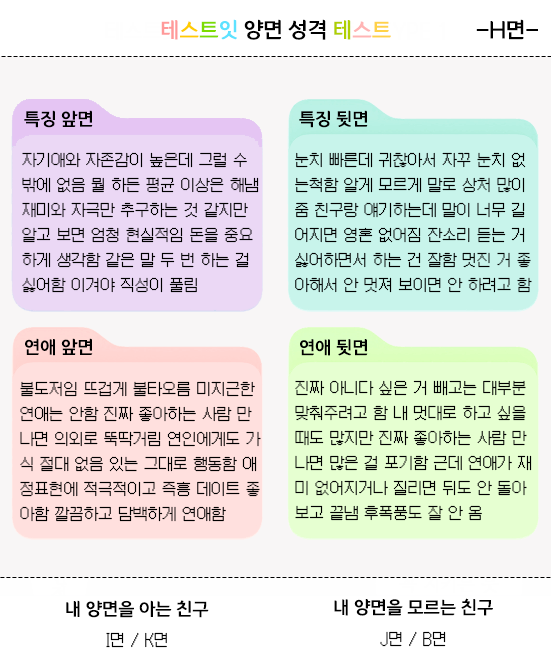 테스트잇 양면 성격 테스트
-H면-
특징 앞면
자기애와 자존감이 높은데 그럴 수
밖에 없음 뭘 하든 평균 이상은 해냄
재미와 자극만 추구하는 것 같지만
알고 보면 엄청 현실적임 돈을 중요
하게 생각함 같은 말 두 번 하는 걸
싫어함 이겨야 직성이 풀림
특징 뒷면
눈치 빠른데 귀찮아서 자꾸 눈치 없
는척함 알게 모르게 말로 상처 많이
줌 친구랑 얘기하는데 말이 너무 길
어지면 영혼 없어짐 잔소리 듣는 거
싫어하면서 하는 건 잘함 멋진 거 좋
아해서 안 멋져 보이면 안 하려고 함
연애 앞면
불도저임 뜨겁게 불타오름 미지근한
연애는 안함 진짜 좋아하는 사람 만
나면 의외로 뚝딱거림 연인에게도 가
식 절대 없음 있는 그대로 행동함 애
정표현에 적극적이고 즉흥 데이트 좋
아함 깔끔하고 담백하게 연애함
연애 뒷면
진짜 아니다 싶은 거 빼고는 대부분
맞춰주려고 함 내 멋대로 하고 싶을
때도 많지만 진짜 좋아하는 사람 만
나면 많은 걸 포기함 근데 연애가 재
미 없어지거나 질리면 뒤도 안 돌아
보고 끝냄 후폭풍도 잘 안 옴
내 양면을 아는 친구
I면 / K면
내 양면을 모르는 친구
J면 / B면